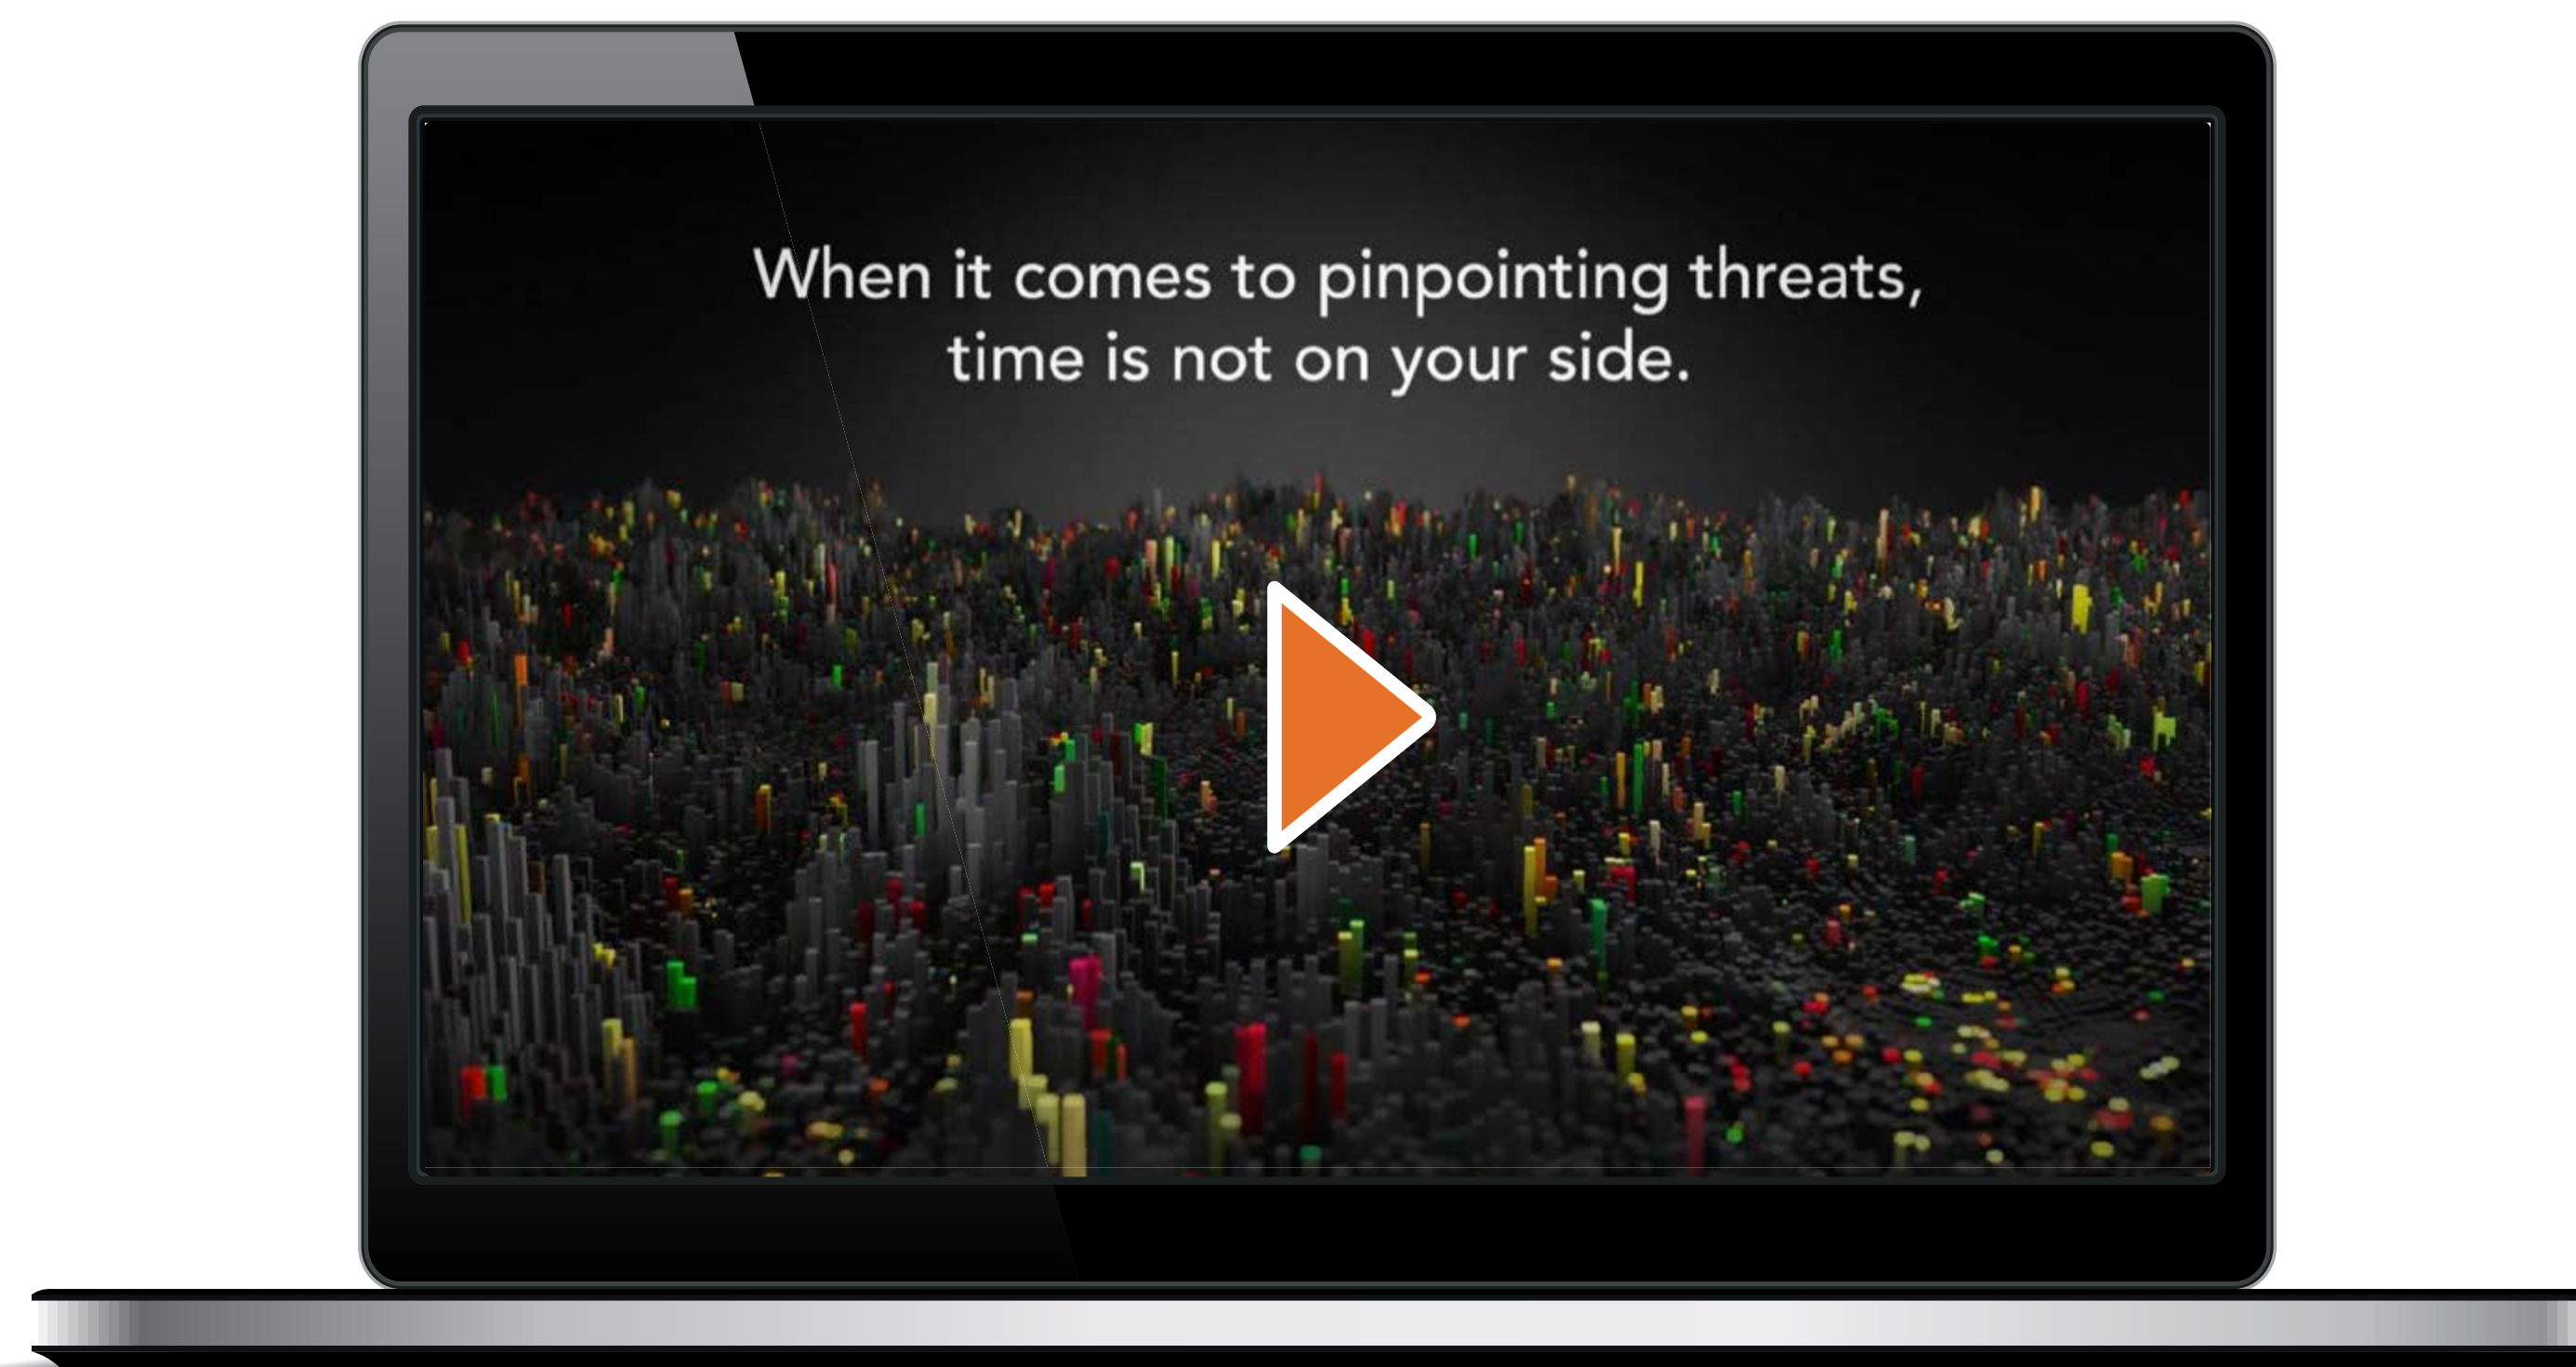 When it comes to pinpointing threats,
time is not on your side.